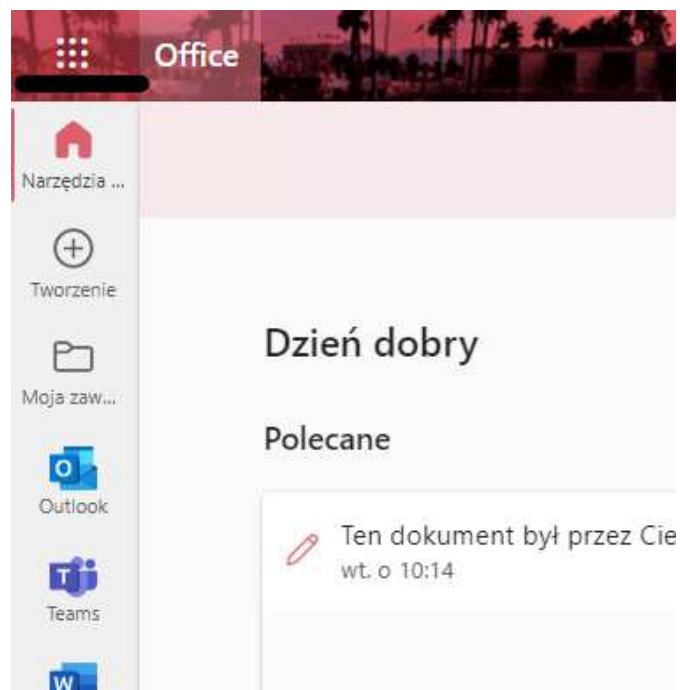 Office
Narzędzia ...
Tworzenie
Moja zaw...
Outlook
Teams
Dzień dobry
Polecane
Ten dokument był przez Cie
wt. o 10:14